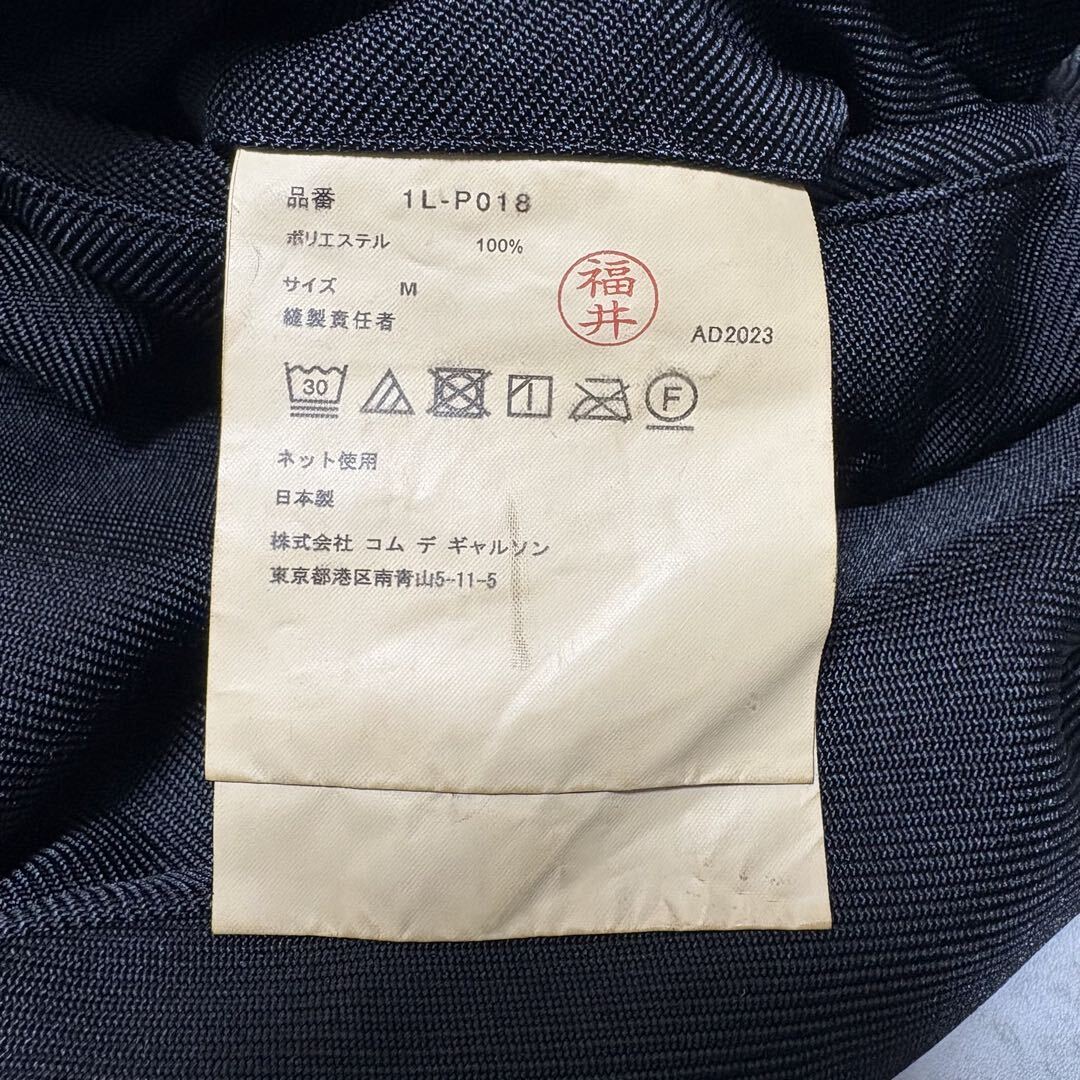 品番 1L-P018
ポリエステル 100%
サイズ M
縫製責任者
福井
AD2023
30
F
ネット使用
日本製
株式会社 コム デ ギャルソン
東京都港区南青山5-11-5